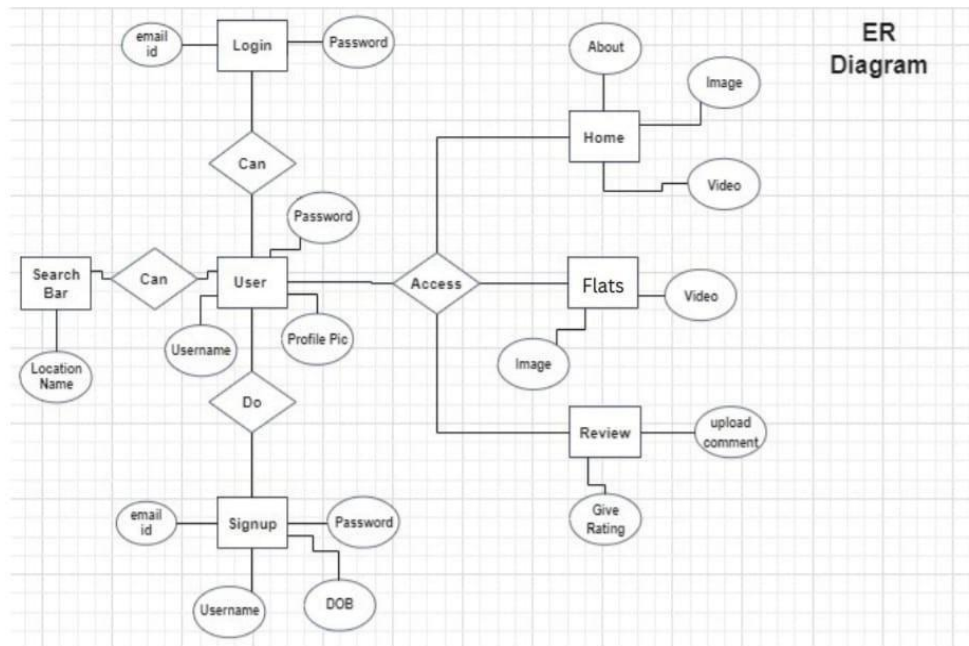 ER
Diagram
email
id
Login
Password
About
Image
Home
Can
Video
Password
Search
Bar
Can
User
Access
Flats
Video
Username
Profile Pic
Image
Location
Name
Do
Review
upload
comment
Give
Rating
email
id
Signup
Password
Username
DOB